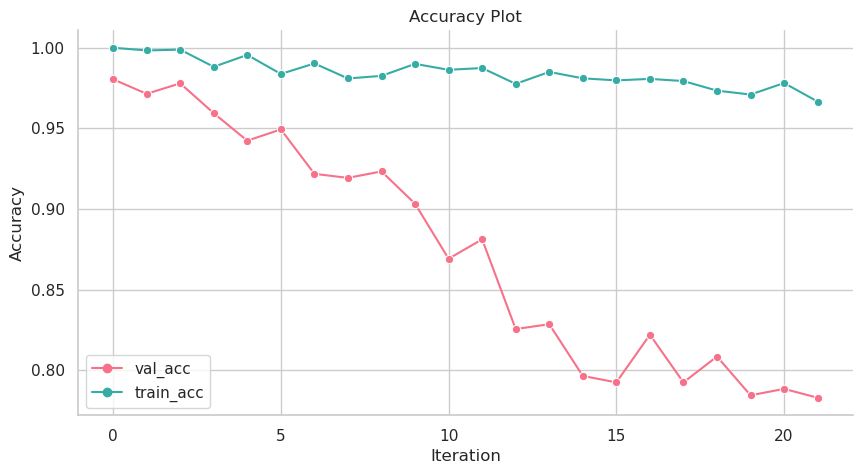 Accuracy Plot
1.00
0.95
0.90
0.85
0.80
Accuracy
val_acc
train_acc
0 5 10 15 20
Iteration